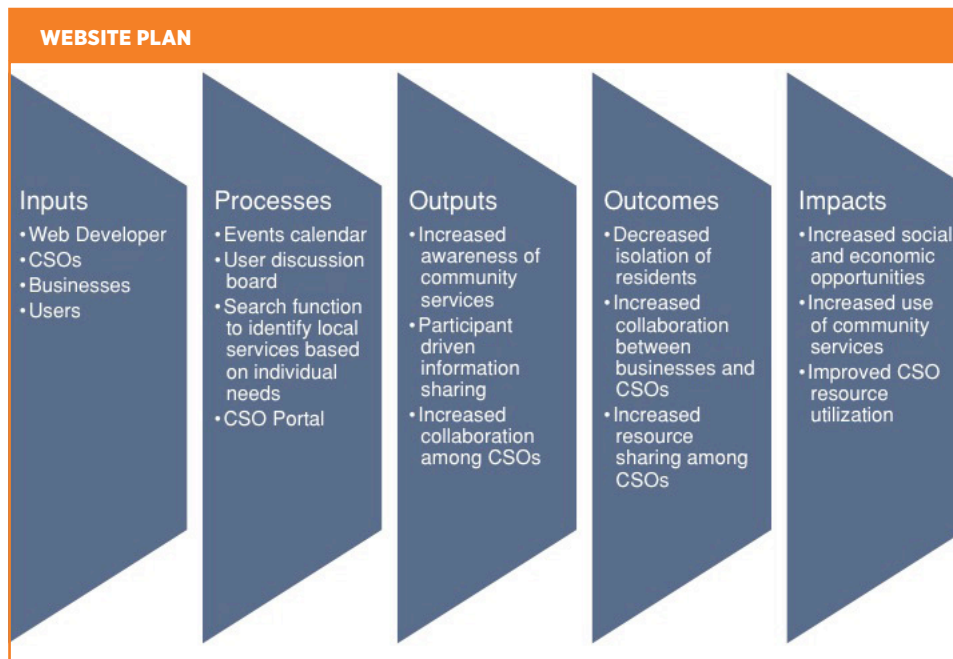 WEBSITE PLAN
Inputs
•Web Developer
•CSOs
•Businesses
•Users
Processes
•Events calendar
•User discussion
board
•Search function
to identify local
services based
on individual
needs
•CSO Portal
Outputs
•Increased
awareness of
community
services
•Participant
driven
information
sharing
•Increased
collaboration
among CSOs
Outcomes
•Decreased
isolation of
residents
•Increased
collaboration
between
businesses and
CSOs
•Increased
resource
sharing among
CSOs
Impacts
•Increased social
and economic
opportunities
•Increased use
of community
services
•Improved CSO
resource
utilization